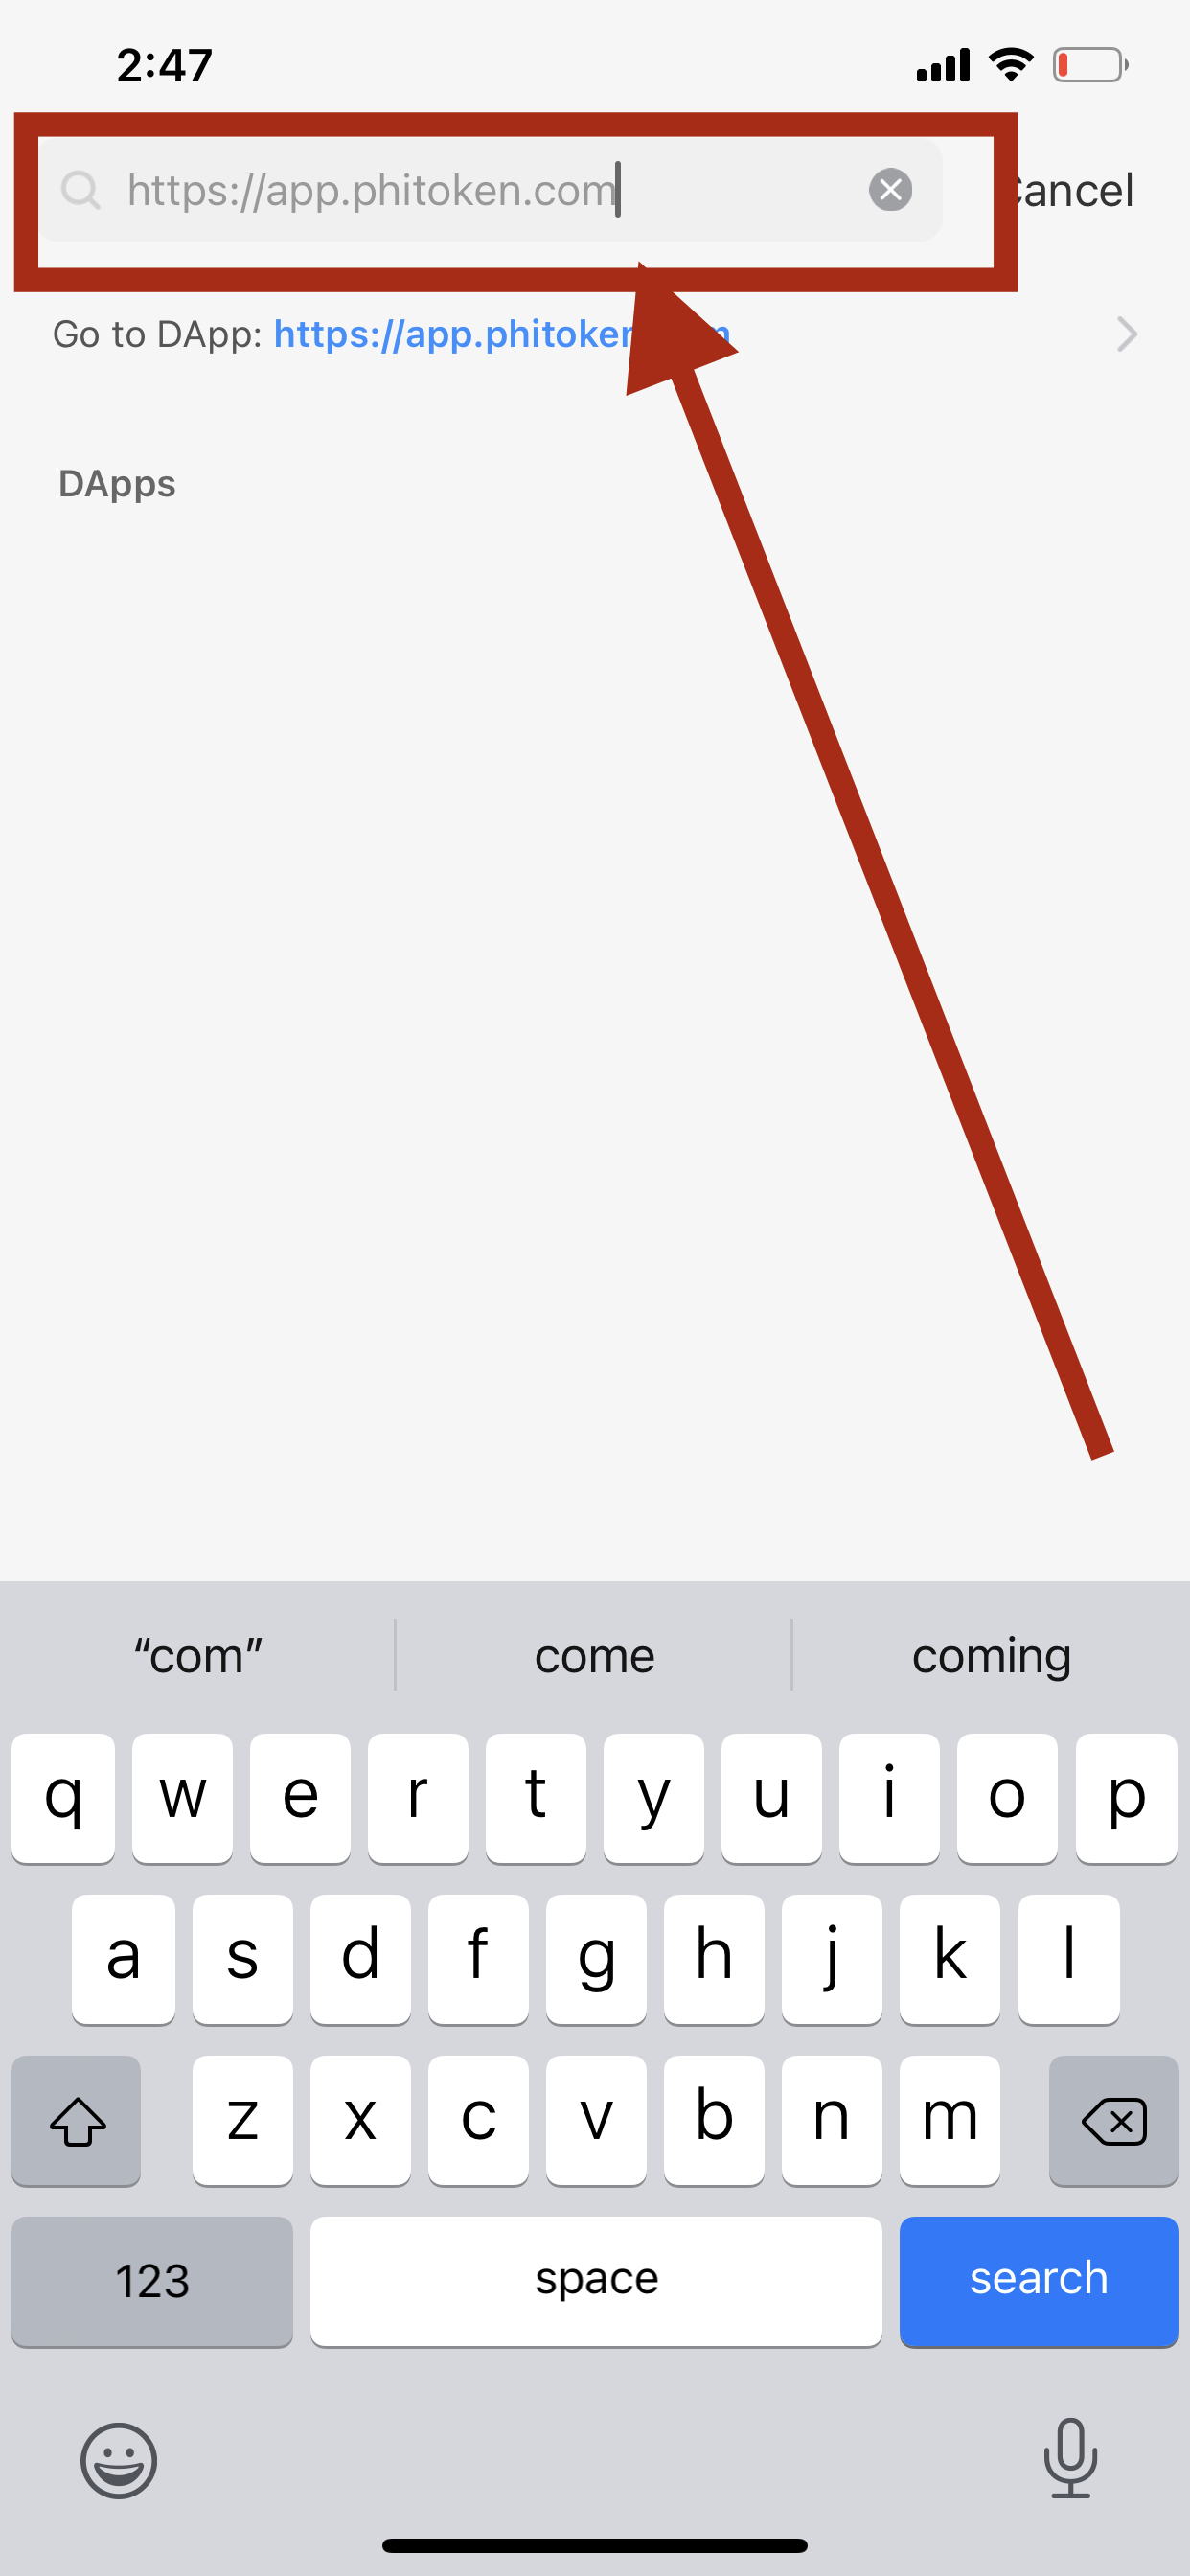 2:47
https://app.phitoken.com
Cancel
Go to DApp: https://app.phitoken
DApps
“com” come coming
q w e r t y u i o p
a s d f g h j k l
z x c v b n m
123 space search